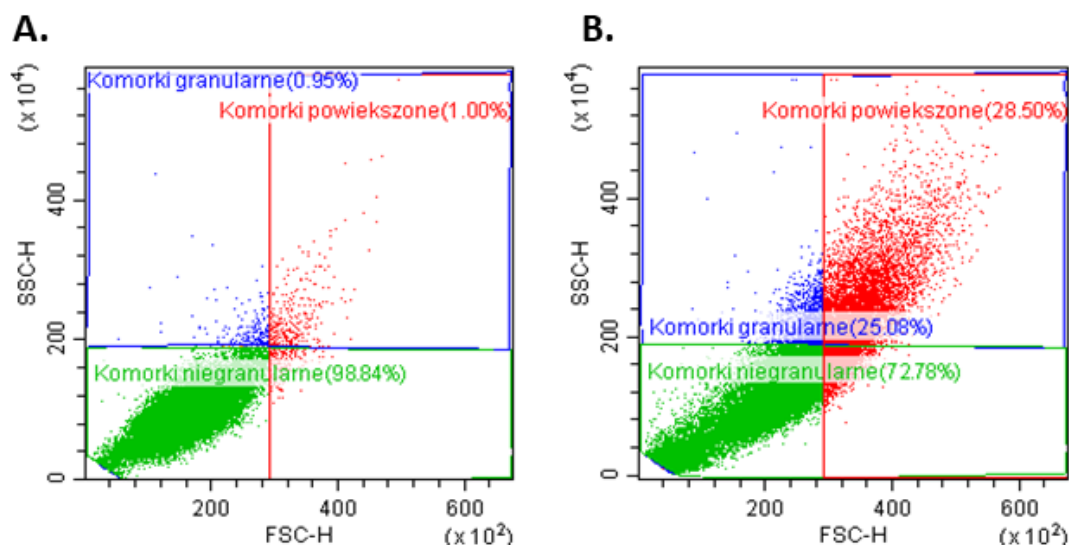 A.
B.
Komorki granularne(0.95%)
Komorki powiekszone(1.00%)
Komorki niegranularne(98.84%)
SSC-H
(x10⁴)
0
200
400
200
400
600
FSC-H
(x10²)
Komorki powiekszone(28.50%)
Komorki granularne(25.08%)
Komorki niegranularne(72.78%)
SSC-H
(x10⁴)
0
200
400
200
400
600
FSC-H
(x10²)